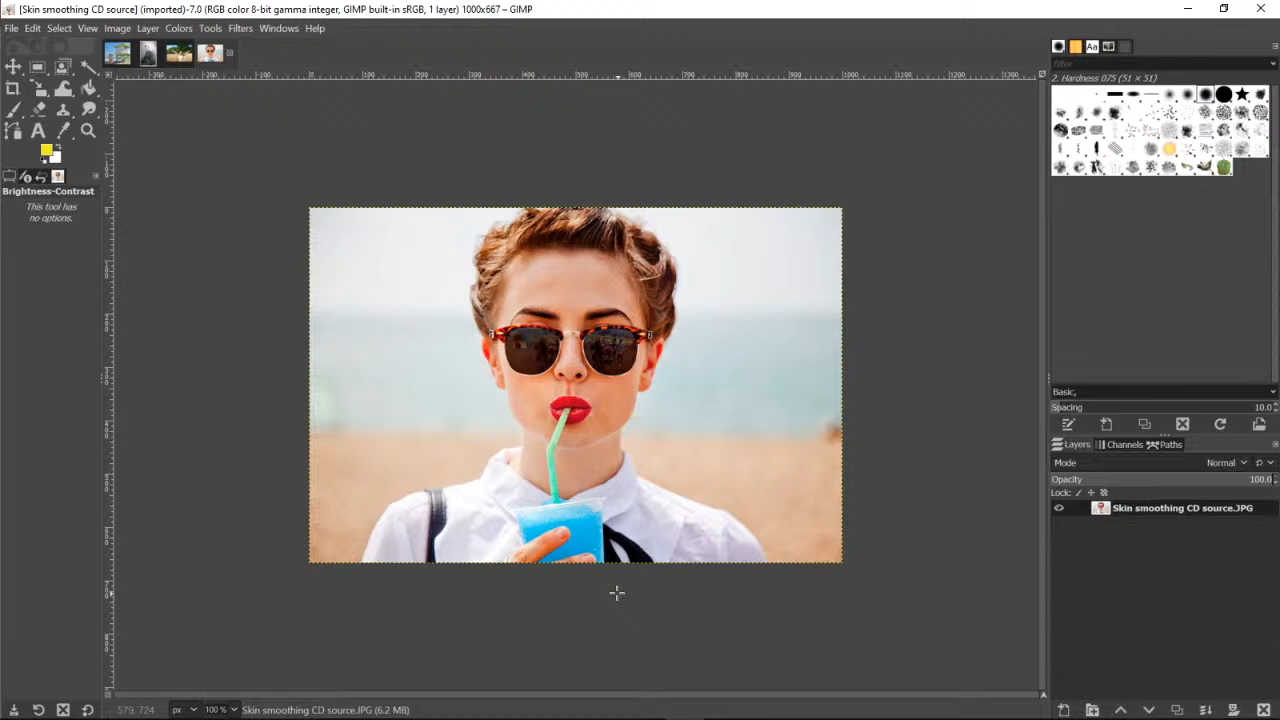 [Skin smoothing CD source] (imported)-7.0 (RGB color 8-bit gamma integer, GIMP built-in sRGB, 1 layer) 1000x667 – GIMP
File Edit Select View Image Layer Colors Tools Filters Windows Help
Aa
filter
2. Hardness 075 (51 × 51)
Brightness-Contrast
This tool has
no options.
Basic,
Spacing 10.0
Layers Channels Paths
Mode Normal
Opacity 100.0
Lock:
Skin smoothing CD source.JPG
579, 724 px 100 % Skin smoothing CD source.JPG (6.2 MB)